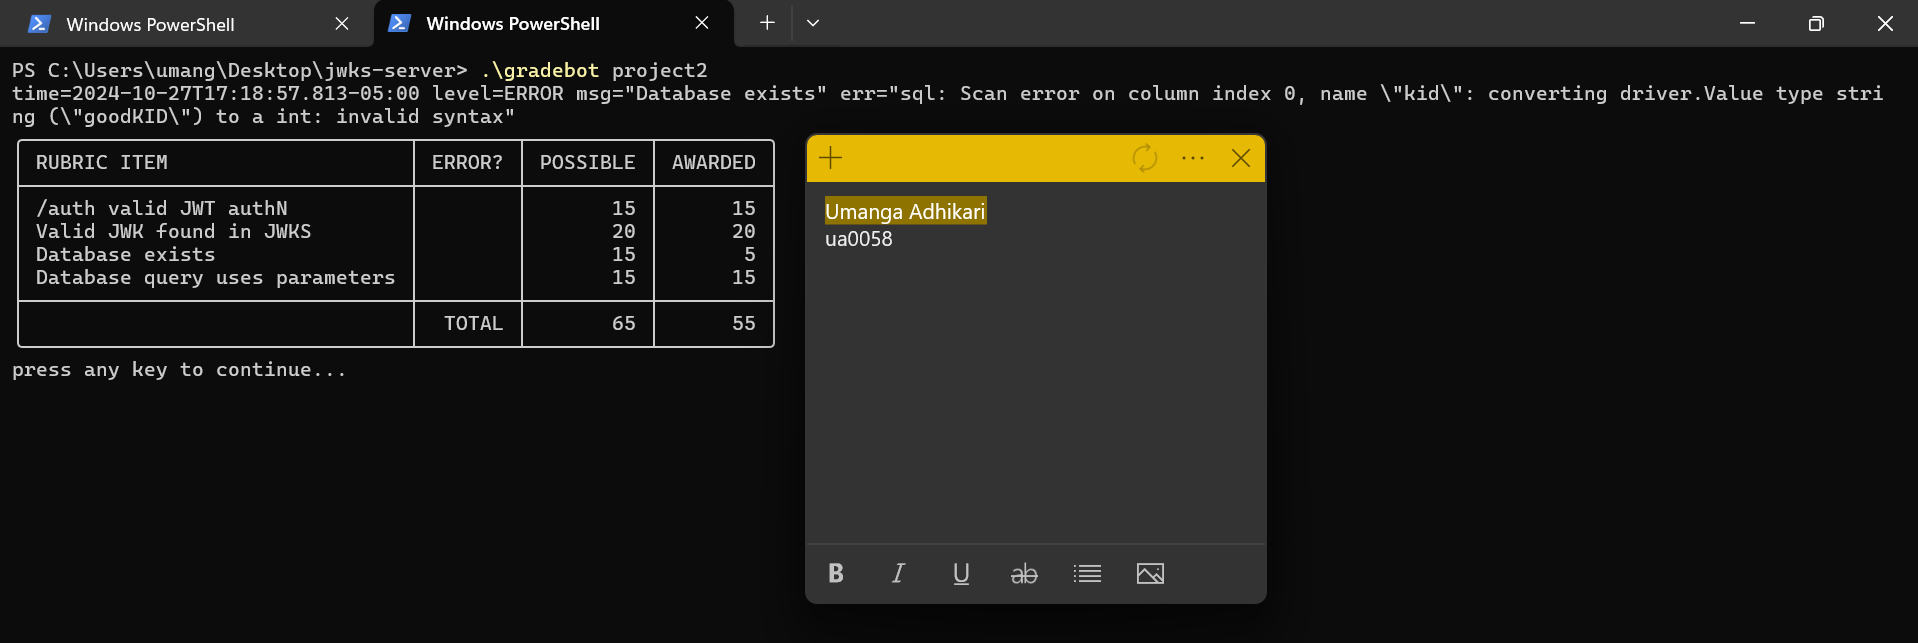 Windows PowerShell
Windows PowerShell
PS C:\Users\umang\Desktop\jwks-server> .\gradebot project2
time=2024-10-27T17:18:57.813-05:00 level=ERROR msg="Database exists" err="sql: Scan error on column index 0, name \"kid\": converting driver.Value type stri
ng (\"goodKID\") to a int: invalid syntax"
RUBRIC ITEM ERROR? POSSIBLE AWARDED
/auth valid JWT authN 15 15
Valid JWK found in JWKS 20 20
Database exists 15 5
Database query uses parameters 15 15
TOTAL 65 55
press any key to continue...
Umanga Adhikari
ua0058
B I U ab